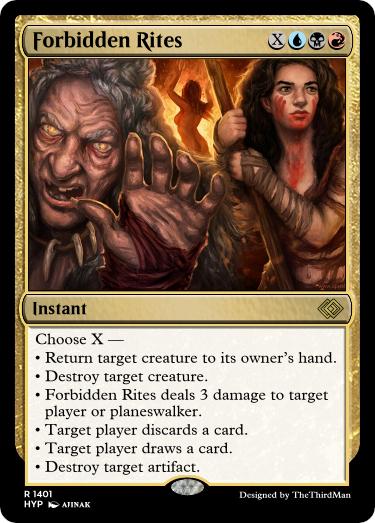 Forbidden Rites X
Instant
Choose X —
• Return target creature to its owner's hand.
• Destroy target creature.
• Forbidden Rites deals 3 damage to target
player or planeswalker.
• Target player discards a card.
• Target player draws a card.
• Destroy target artifact.
R 1401
HYP AJINAK Designed by TheThirdMan